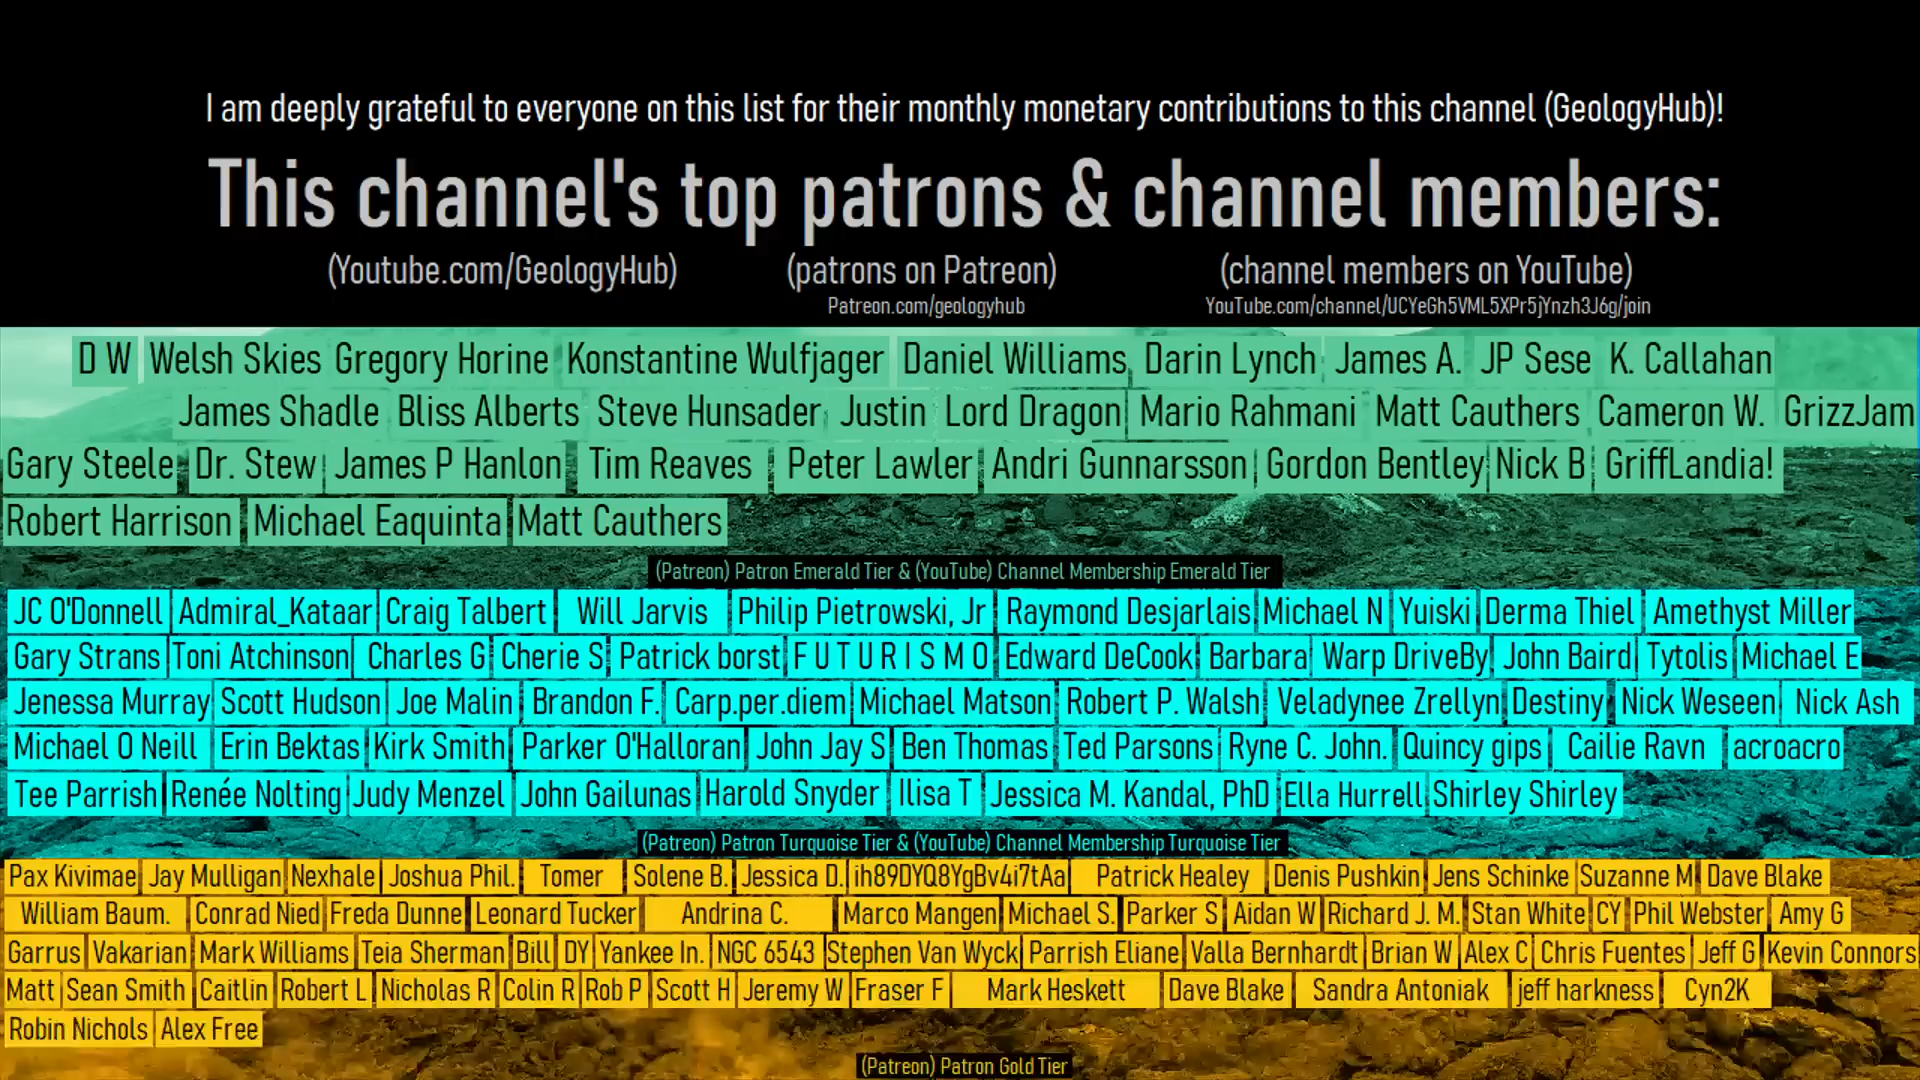 I am deeply grateful to everyone on this list for their monthly monetary contributions to this channel (GeologyHub)!
This channel's top patrons & channel members:
(Youtube.com/GeologyHub) (patrons on Patreon) (channel members on YouTube)
Patreon.com/geologyhub YouTube.com/channel/UCYeGh5VML5XPr5jYnzh3J6g/join
D W Welsh Skies Gregory Horine Konstantine Wulfjager Daniel Williams Darin Lynch James A. JP Sese K. Callahan
James Shadle Bliss Alberts Steve Hunsader Justin Lord Dragon Mario Rahmani Matt Cauthers Cameron W. GrizzJam
Gary Steele Dr. Stew James P Hanlon Tim Reaves Peter Lawler Andri Gunnarsson Gordon Bentley Nick B GriffLandia!
Robert Harrison Michael Eaquinta Matt Cauthers
(Patreon) Patron Emerald Tier & (YouTube) Channel Membership Emerald Tier
JC O'Donnell Admiral_Kataar Craig Talbert Will Jarvis Philip Pietrowski, Jr Raymond Desjarlais Michael N Yuiski Derma Thiel Amethyst Miller
Gary Strans Toni Atchinson Charles G Cherie S Patrick borst F U T U R I S M O Edward DeCook Barbara Warp DriveBy John Baird Tytolis Michael E
Jenessa Murray Scott Hudson Joe Malin Brandon F. Carp.per.diem Michael Matson Robert P. Walsh Veladynee Zrellyn Destiny Nick Weseen Nick Ash
Michael O Neill Erin Bektas Kirk Smith Parker O'Halloran John Jay S Ben Thomas Ted Parsons Ryne C. John. Quincy gips Cailie Ravn acroacro
Tee Parrish Renée Nolting Judy Menzel John Gailunas Harold Snyder Ilisa T Jessica M. Kandal, PhD Ella Hurrell Shirley Shirley
(Patreon) Patron Turquoise Tier & (YouTube) Channel Membership Turquoise Tier
Pax Kivimae Jay Mulligan Nexhale Joshua Phil. Tomer Solene B. Jessica D. ih89DYQ8YgBv4i7tAa Patrick Healey Denis Pushkin Jens Schinke Suzanne M Dave Blake
William Baum. Conrad Nied Freda Dunne Leonard Tucker Andrina C. Marco Mangen Michael S. Parker S Aidan W Richard J. M. Stan White CY Phil Webster Amy G
Garrus Vakarian Mark Williams Teia Sherman Bill DY Yankee In. NGC 6543 Stephen Van Wyck Parrish Eliane Valla Bernhardt Brian W Alex C Chris Fuentes Jeff G Kevin Connors
Matt Sean Smith Caitlin Robert L Nicholas R Colin R Rob P Scott H Jeremy W Fraser F Mark Heskett Dave Blake Sandra Antoniak jeff harkness Cyn2K
Robin Nichols Alex Free
(Patreon) Patron Gold Tier